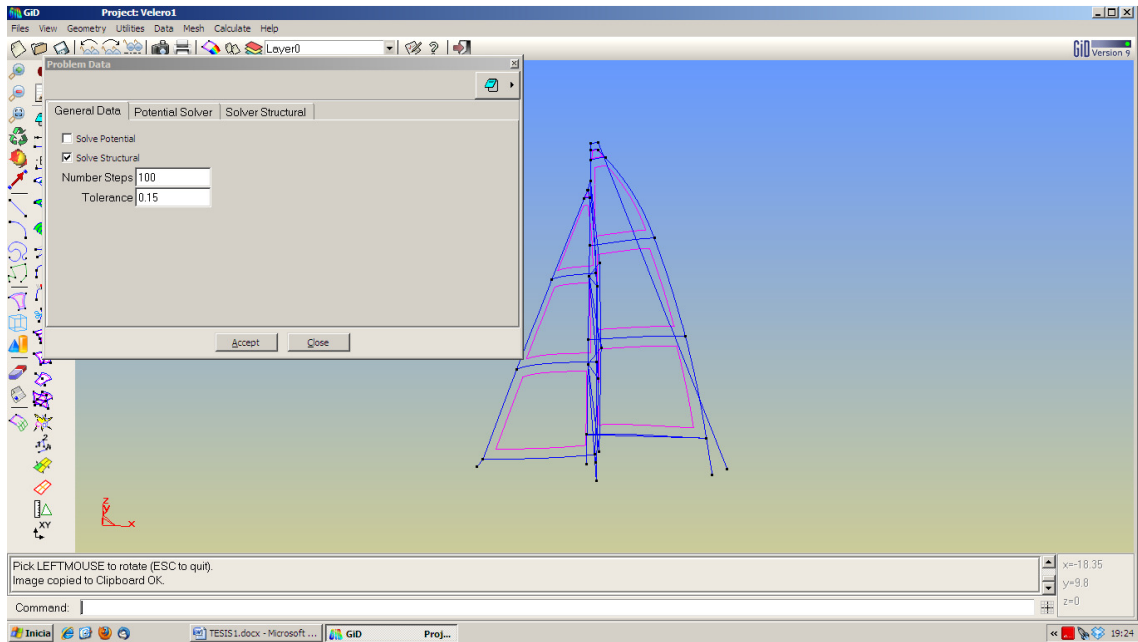 GiD Project: Velero1
Files View Geometry Utilities Data Mesh Calculate Help
Layer0
GiD Version 9
Problem Data
General Data Potential Solver Solver Structural
Solve Potential
Solve Structural
Number Steps 100
Tolerance 0.15
Accept Close
z
y
x
XY
Pick LEFTMOUSE to rotate (ESC to quit).
Image copied to Clipboard OK.
x=-18.35
y=9.8
z=0
Command:
Inicia TESIS1.docx - Microsoft ... GiD Proj... 19:24